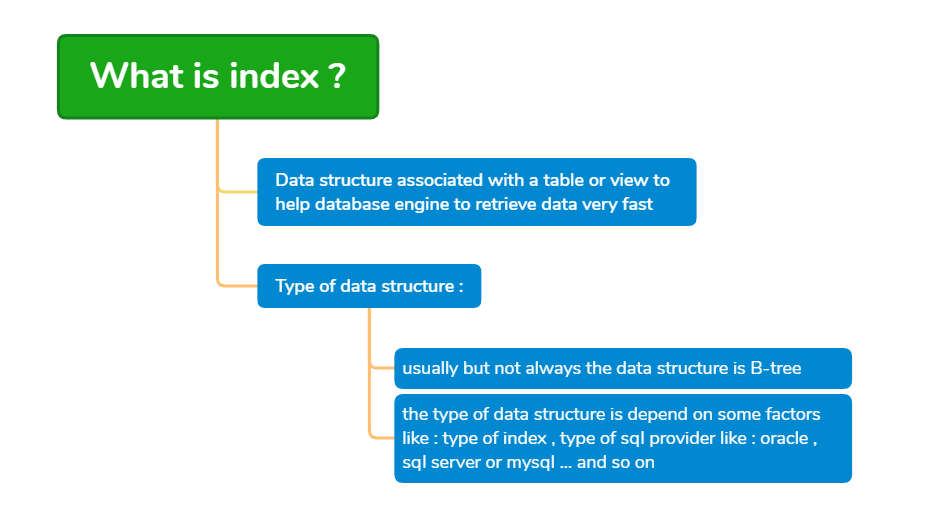 What is index ?
Data structure associated with a table or view to
help database engine to retrieve data very fast
Type of data structure :
usually but not always the data structure is B-tree
the type of data structure is depend on some factors
like : type of index , type of sql provider like : oracle ,
sql server or mysql ... and so on